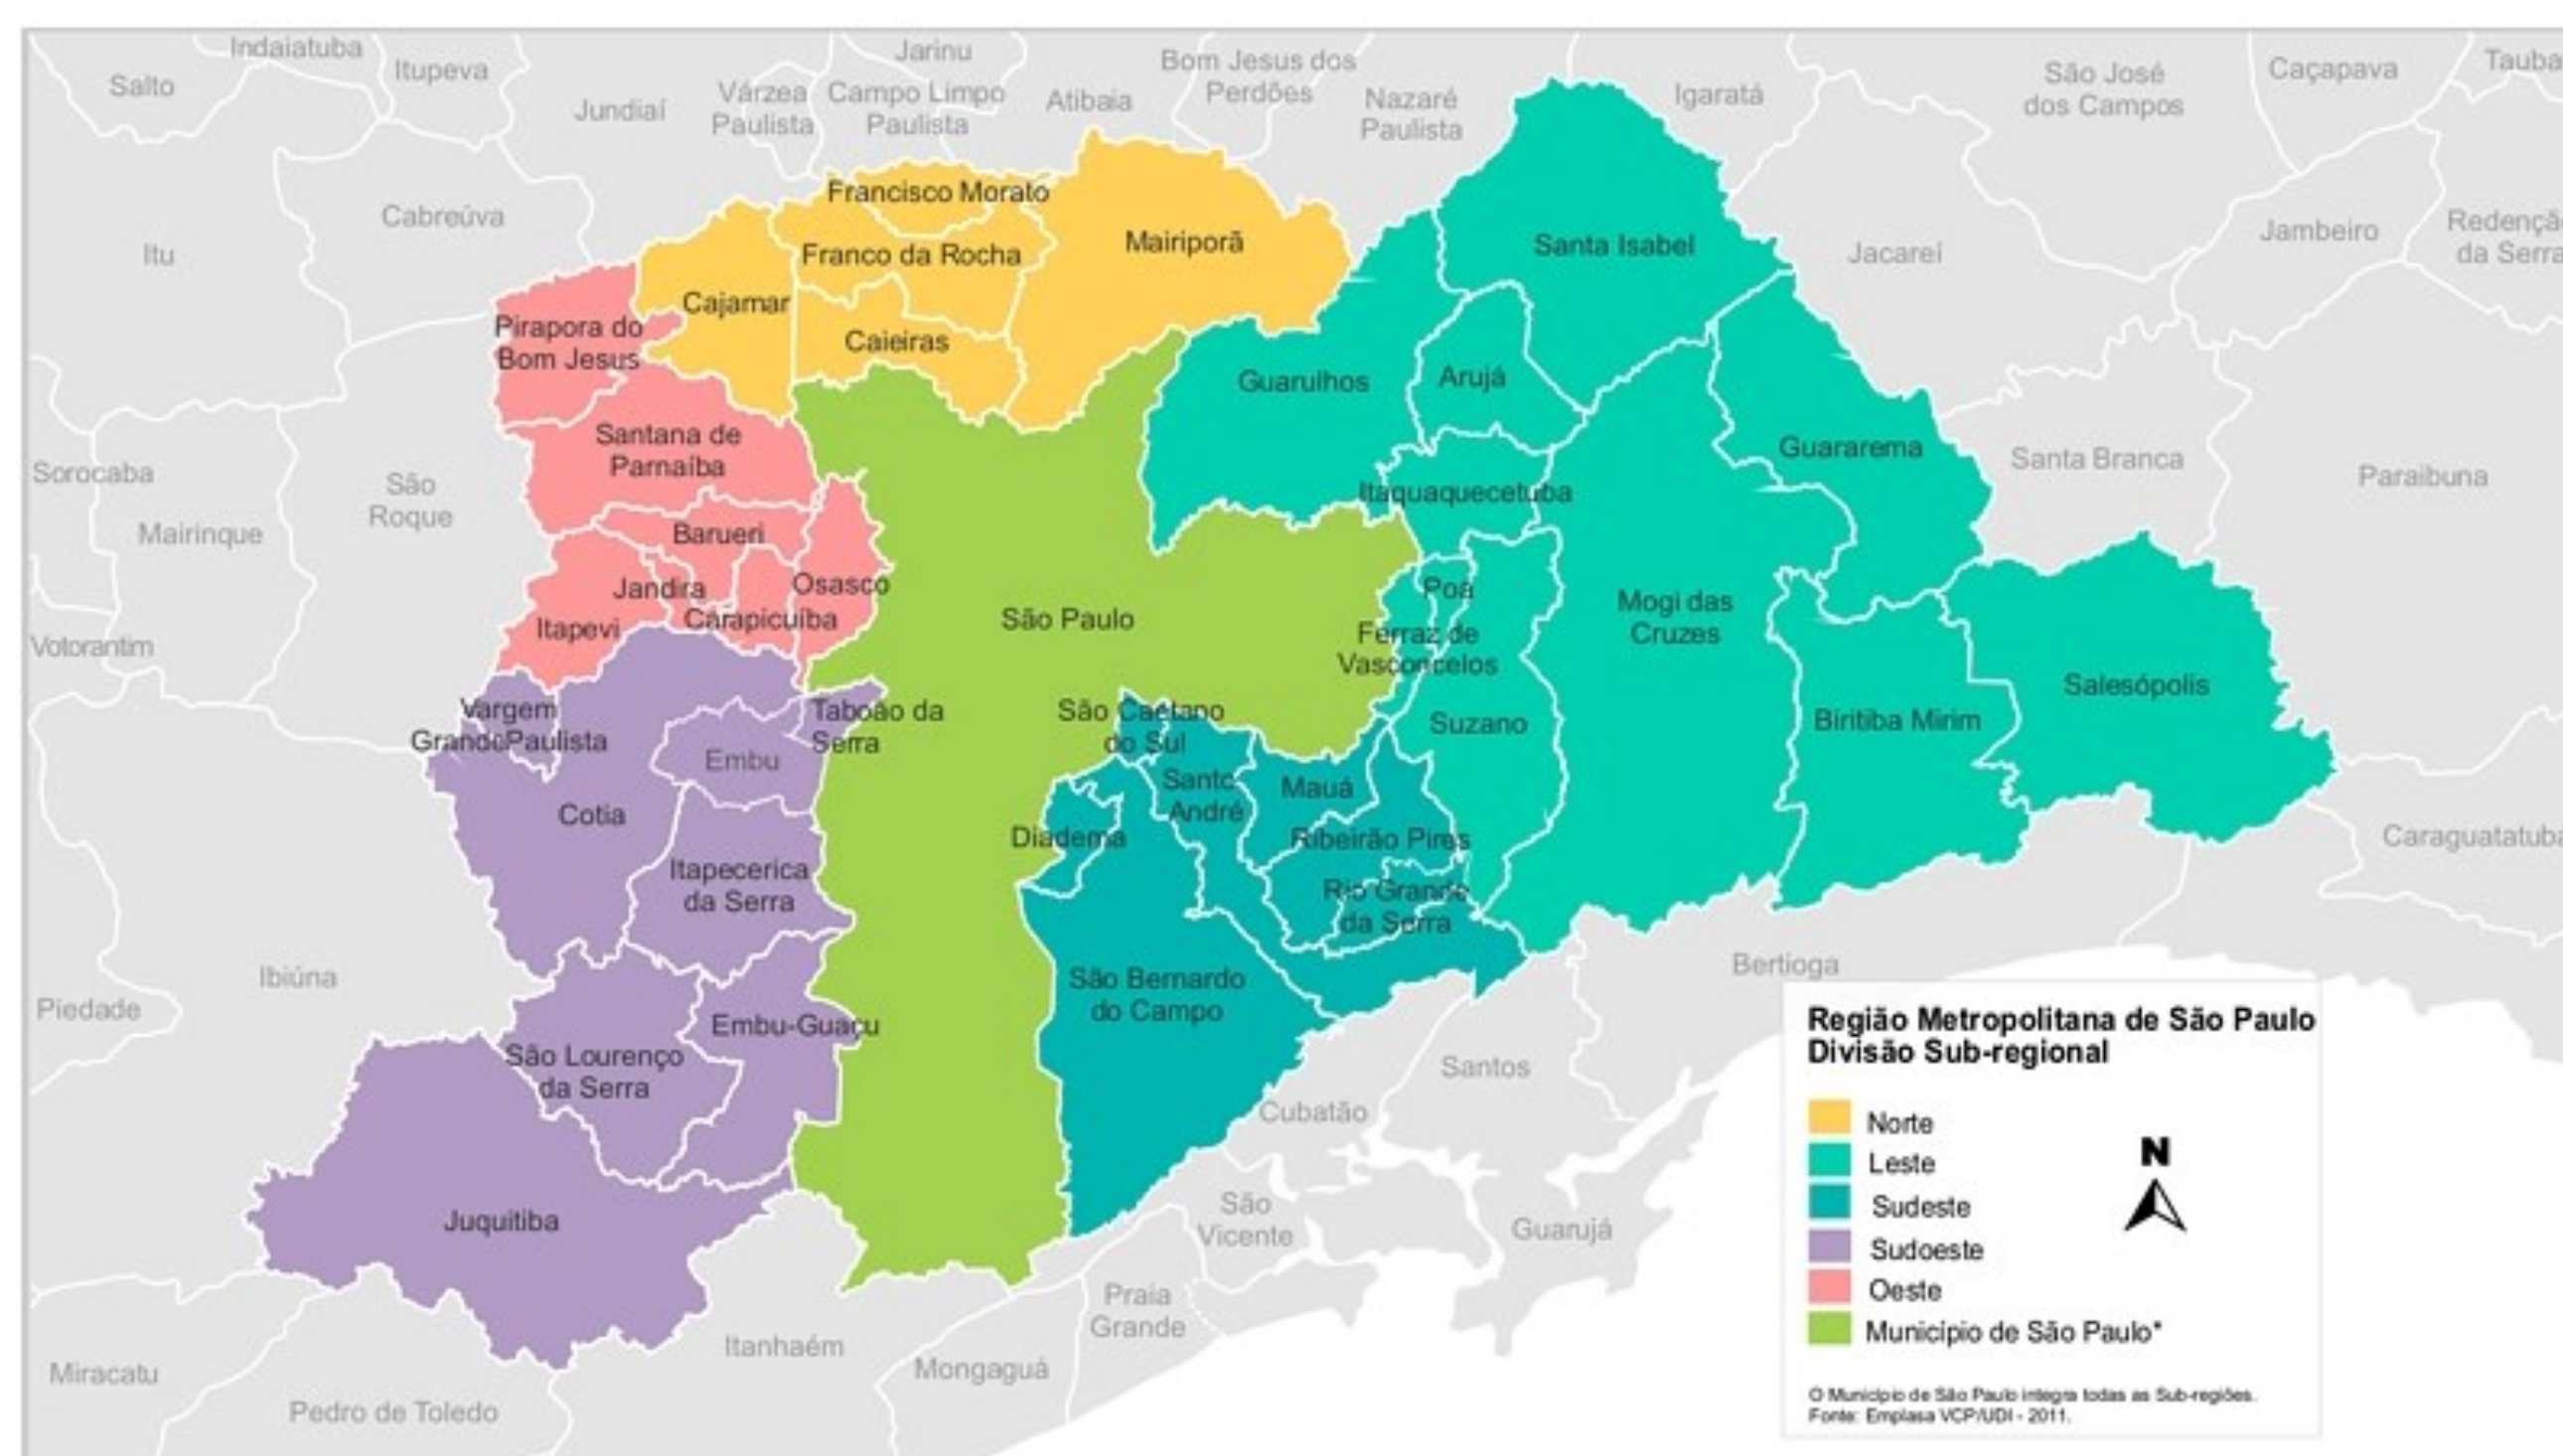 Indaiatuba
Salto
Itupeva
Jundiaí
Várzea
Paulista
Jarinu
Campo Limpo
Paulista
Atibaia
Bom Jesus dos
Perdões
Nazaré
Paulista
Igaratá
São José
dos Campos
Caçapava
Tauba
Cabreúva
Itu
Francisco Morato
Franco da Rocha
Mairiporã
Santa Isabel
Jacareí
Jambeiro
Redençã
da Serra
Cajamar
Caieiras
Pirapora do
Bom Jesus
Guarulhos
Arujá
Santana de
Parnaíba
Guararema
Santa Branca
Paraibuna
Sorocaba
Mairinque
São
Roque
Itaquaquecetuba
Barueri
Jandira
Osasco
Carapicuíba
Itapevi
São Paulo
Poá
Ferraz de
Vasconcelos
Mogi das
Cruzes
Votorantim
Vargem
GrandePaulista
Taboão da
Serra
Embu
São Caetano
do Sul
Suzano
Biritiba Mirim
Salesópolis
Cotia
Santo
André
Mauá
Diadema
Ribeirão Pires
Caraguatatuba
Itapecerica
da Serra
Rio Grande
da Serra
Ibiúna
Piedade
São Bernardo
do Campo
Bertioga
Embu-Guaçu
São Lourenço
da Serra
Santos
Cubatão
Juquitiba
São
Vicente
Guarujá
Praia
Grande
Itanhaém
Mongaguá
Miracatu
Pedro de Toledo
Região Metropolitana de São Paulo
Divisão Sub-regional
Norte
Leste
Sudeste
Sudoeste
Oeste
Município de São Paulo*
N
O Município de São Paulo integra todas as Sub-regiões.
Fonte: Emplasa VCP/UDI - 2011.